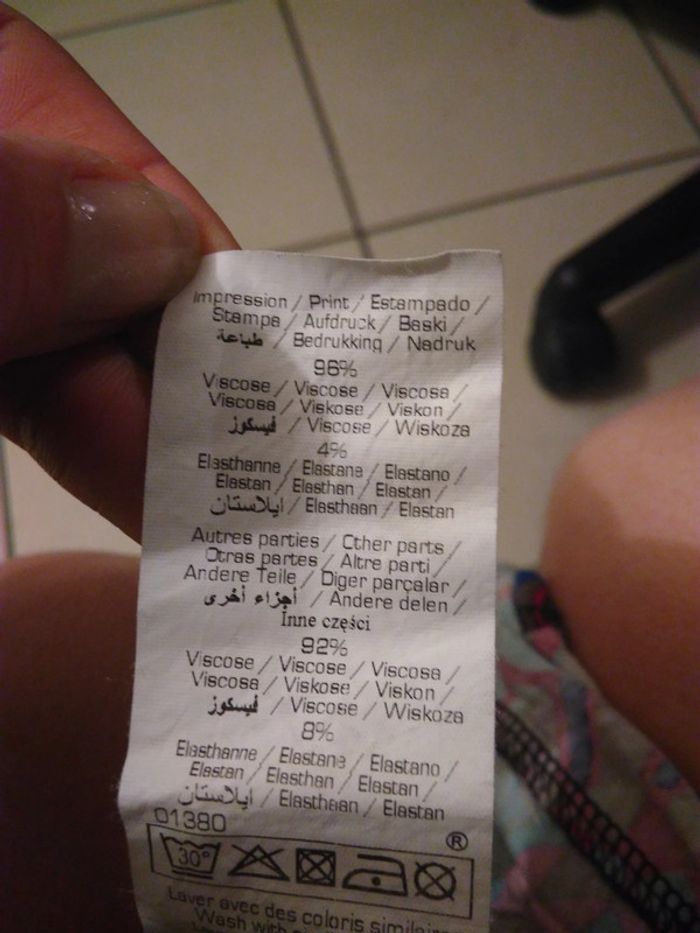 Impression / Print / Estampado /
Stampa / Aufdruck / Baski /
طباعة / Bedrukking / Nadruk
96%
Viscose / Viscose / Viscosa /
Viscosa / Viskose / Viskon /
فيسكوز / Viscose / Wiskoza
4%
Elasthanne / Elastane / Elastano /
Elastan / Elasthan / Elastan /
ايلاستان / Elasthaan / Elastan
Autres parties / Other parts /
Otras partes / Altre parti /
Andere Teile / Diger parçalar /
أجزاء أخرى / Andere delen /
Inne części
92%
Viscose / Viscose / Viscosa /
Viscosa / Viskose / Viskon /
فيسكوز / Viscose / Wiskoza
8%
Elasthanne / Elastane / Elastano /
Elastan / Elasthan / Elastan /
ايلاستان / Elasthaan / Elastan
01380
®
30°
Laver avec des coloris similaires
Wash with